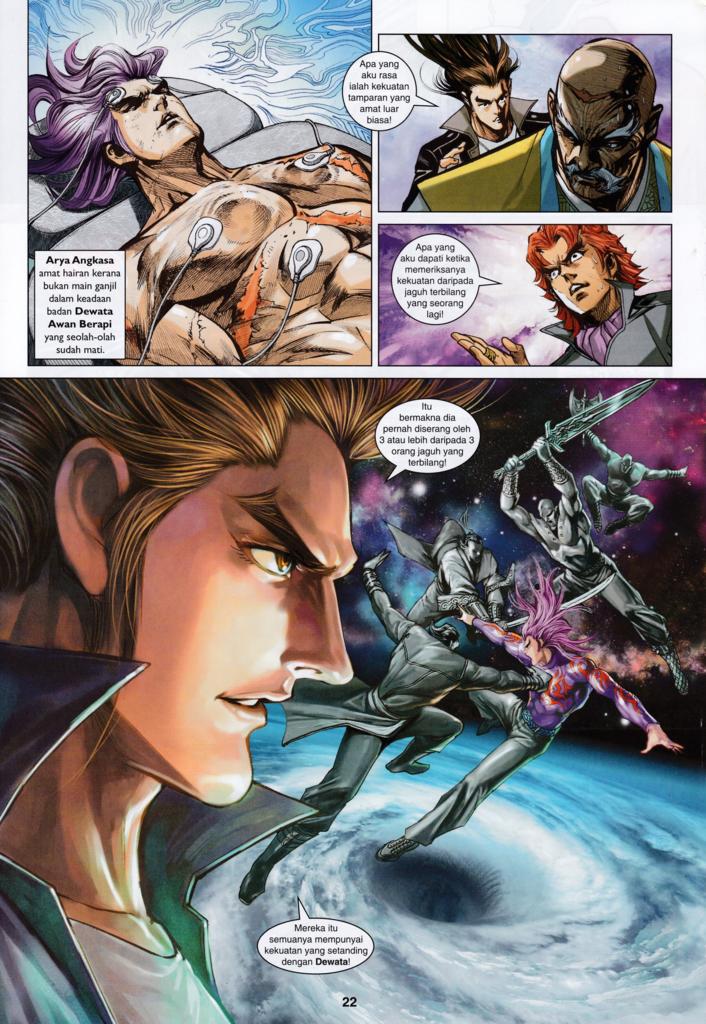 Arya Angkasa
amat hairan kerana
bukan main ganjil
dalam keadaan
badan Dewata
Awan Berapi
yang seolah-olah
sudah mati.
Apa yang
aku rasa
ialah kekuatan
tamparan yang
amat luar
biasa!
Apa yang
aku dapati ketika
memeriksanya
kekuatan daripada
jaguh terbilang
yang seorang
lagi!
Itu
bermakna dia
pernah diserang oleh
3 atau lebih daripada 3
orang jaguh yang
terbilang!
Mereka itu
semuanya mempunyai
kekuatan yang setanding
dengan Dewata!
22